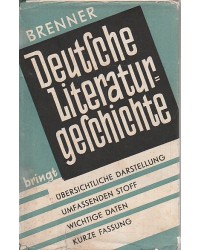 BRENNER
Deutsche
Literatur=
geschichte
bringt
ÜBERSICHTLICHE DARSTELLUNG
UMFASSENDEN STOFF
WICHTIGE DATEN
KURZE FASSUNG